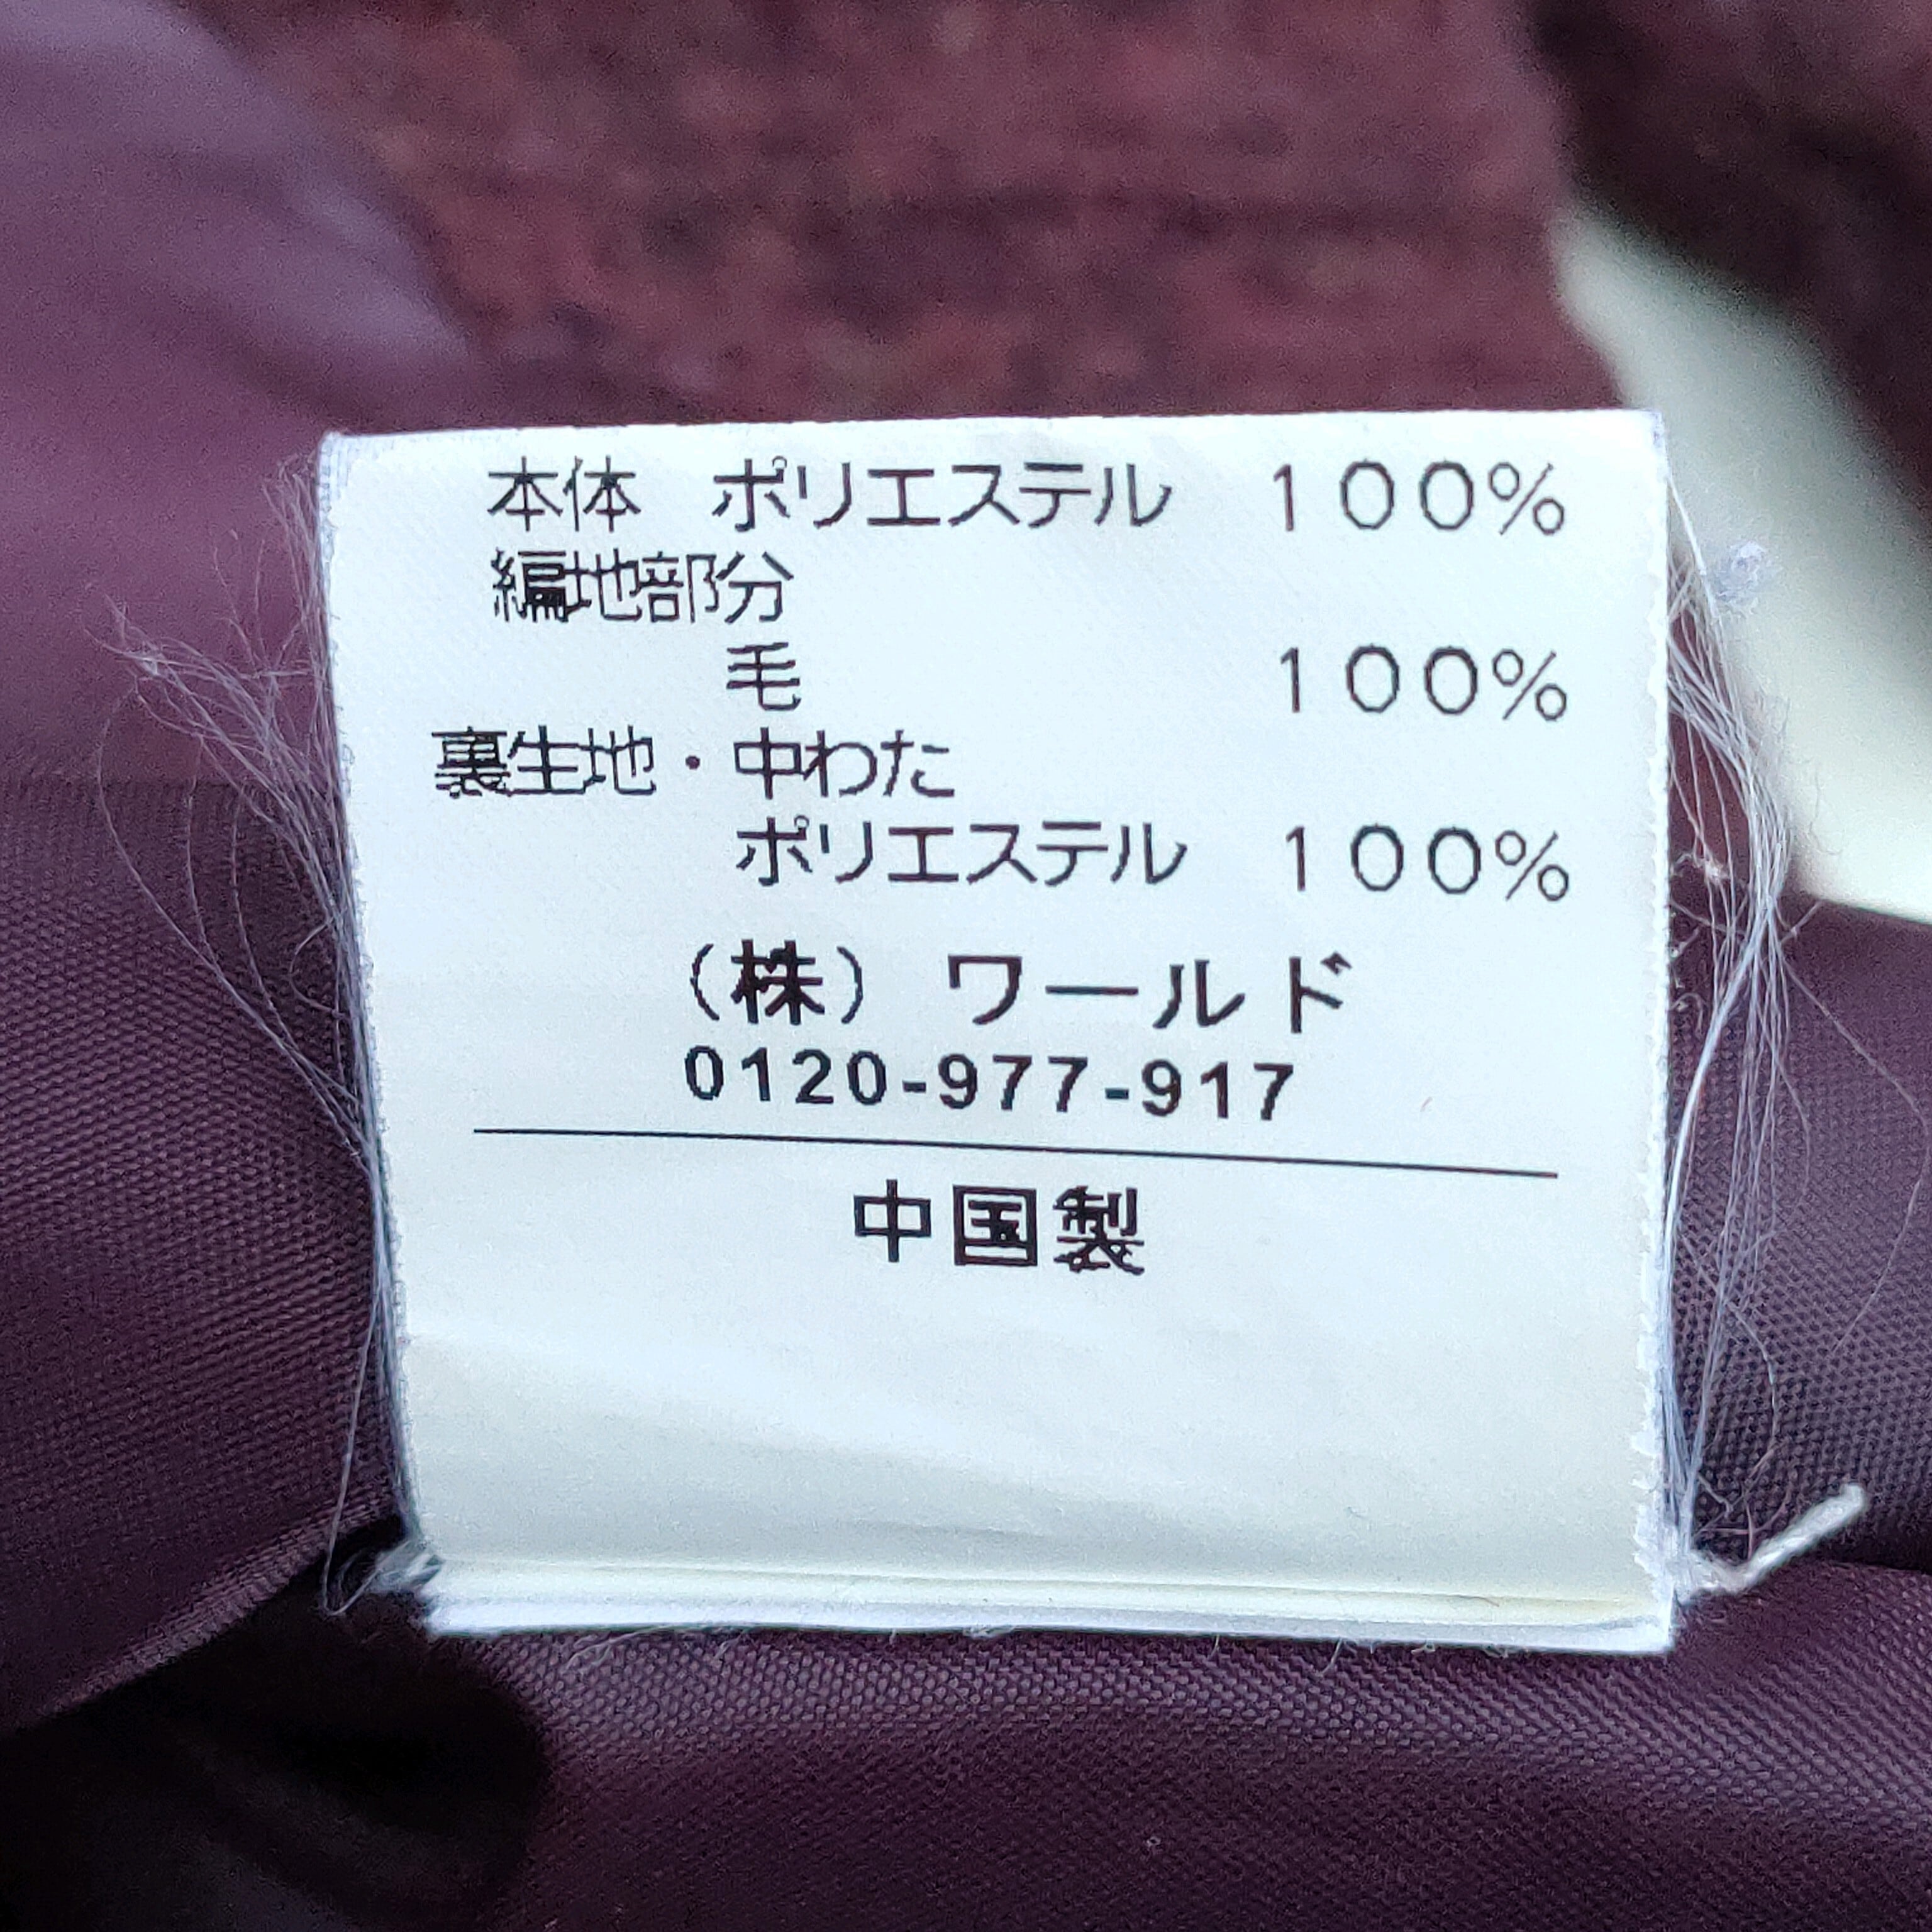 本体 ポリエステル 100%
編地部分
毛 100%
裏生地・中わた
ポリエステル 100%
(株) ワールド
0120-977-917
中国製